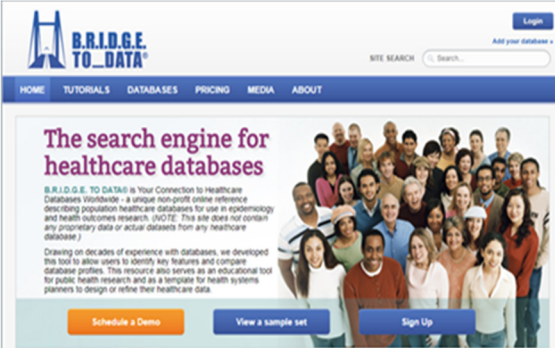 Login
B.R.I.D.G.E.
TO_DATA®
Add your database »
SITE SEARCH
Search...
HOME TUTORIALS DATABASES PRICING MEDIA ABOUT
The search engine for
healthcare databases
B.R.I.D.G.E. TO DATA® is Your Connection to Healthcare
Databases Worldwide - a unique non-profit online reference
describing population healthcare databases for use in epidemiology
and health outcomes research. (NOTE: This site does not contain
any proprietary data or actual datasets from any healthcare
database.)
Drawing on decades of experience with databases, we developed
this tool to allow users to identify key features and compare
database profiles. This resource also serves as an educational tool
for public health research and as a template for health systems
planners to design or refine their healthcare data.
Schedule a Demo
View a sample set
Sign Up